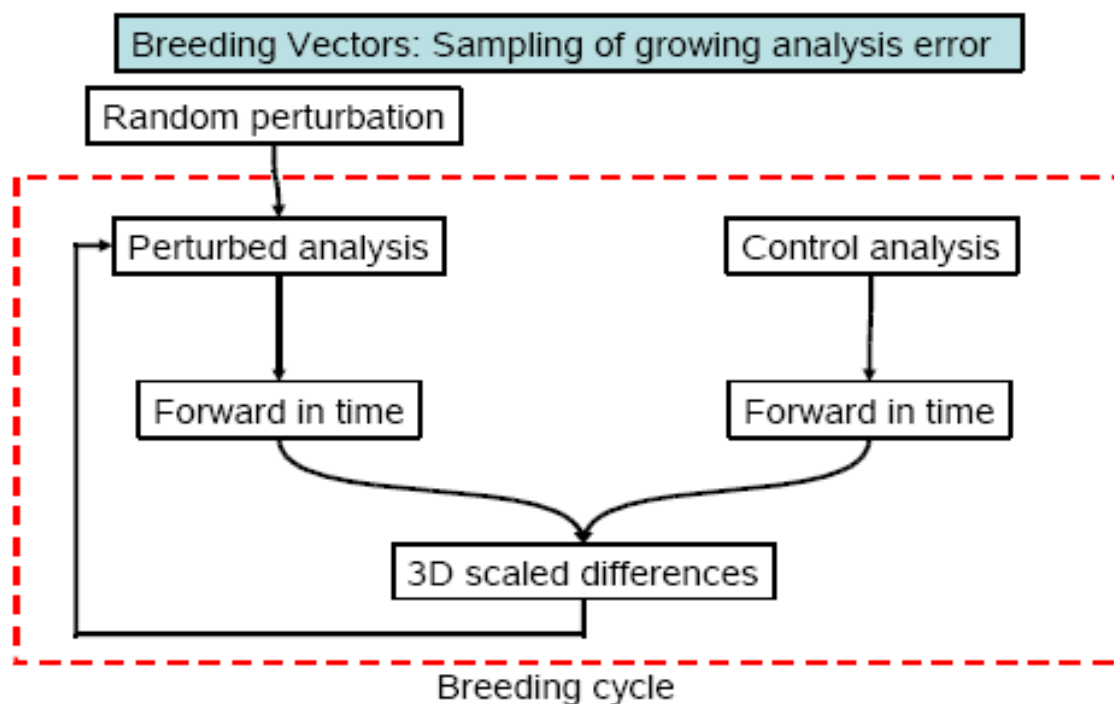 Breeding Vectors: Sampling of growing analysis error
Random perturbation
Perturbed analysis
Control analysis
Forward in time
Forward in time
3D scaled differences
Breeding cycle